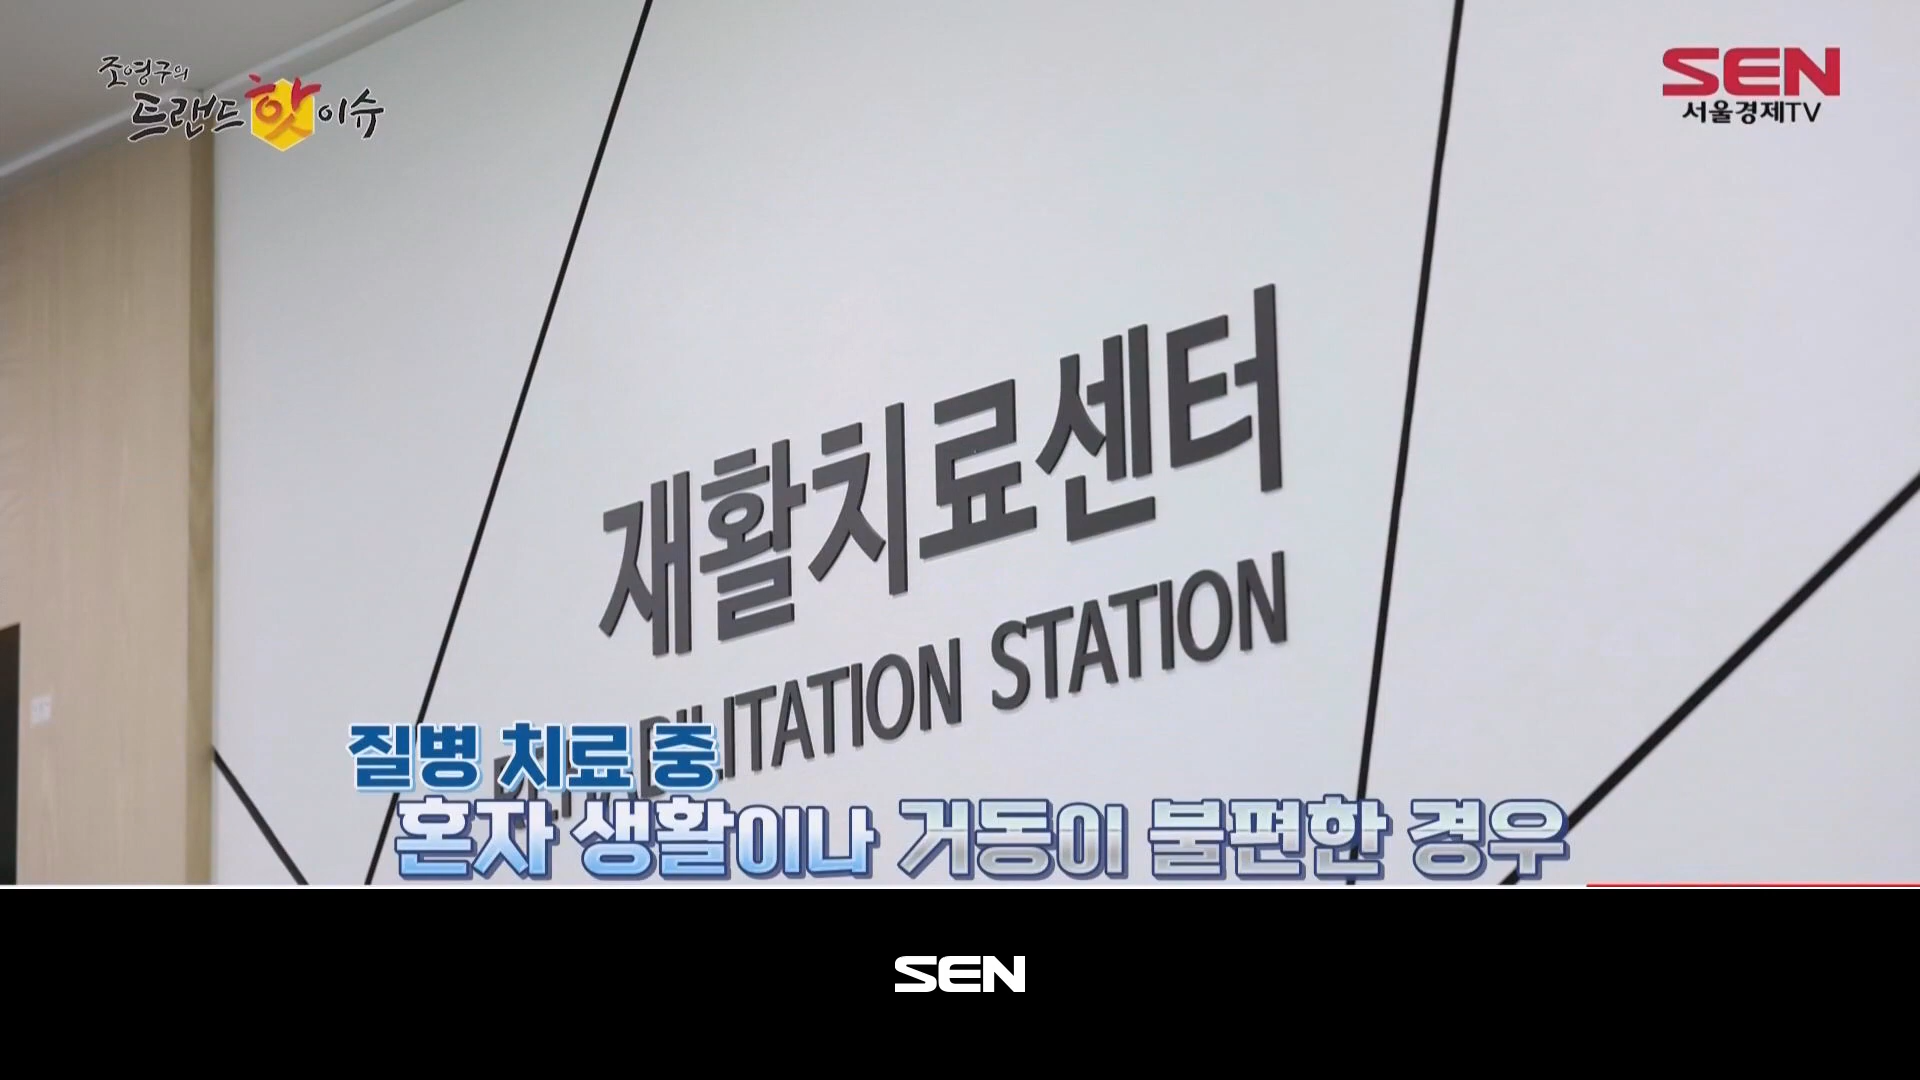 조영구의
트랜드 핫이슈
SEN
서울경제TV
재활치료센터
REHABILITATION STATION
질병 치료 중
혼자 생활이나 거동이 불편한 경우
SEN